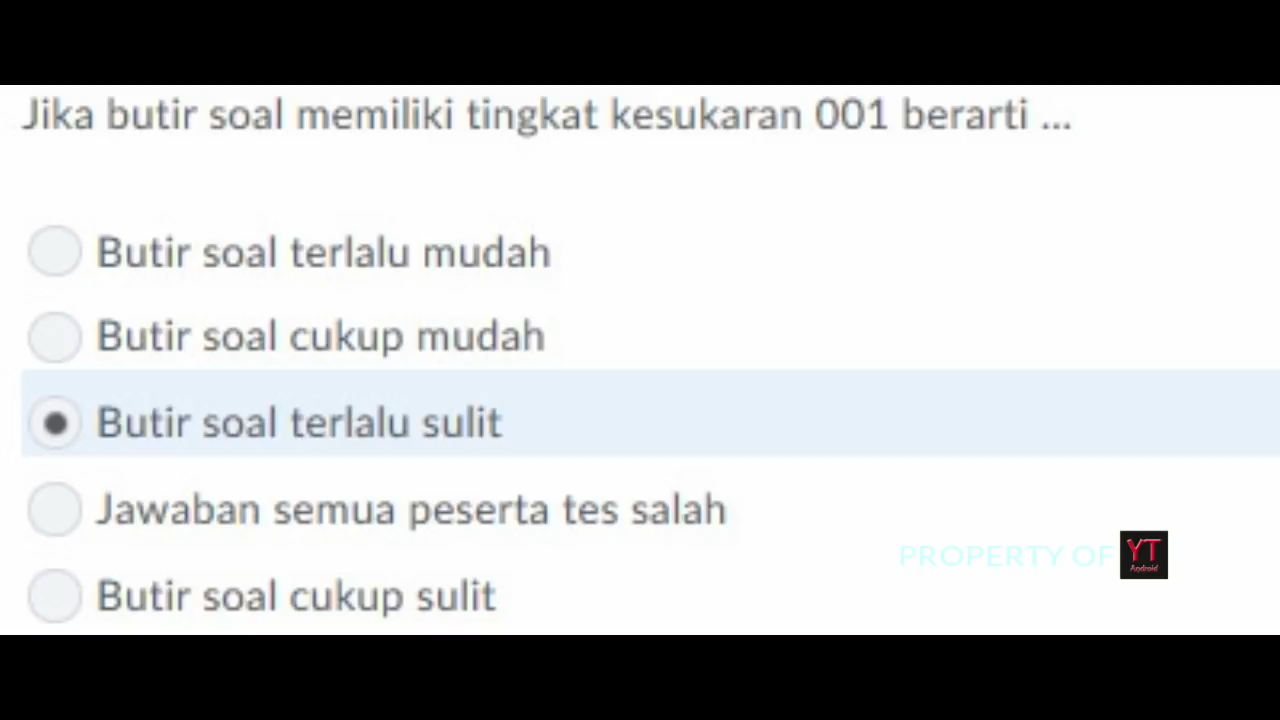 Jika butir soal memiliki tingkat kesukaran 001 berarti ...
Butir soal terlalu mudah
Butir soal cukup mudah
Butir soal terlalu sulit
Jawaban semua peserta tes salah
PROPERTY OF YT
Android
Butir soal cukup sulit